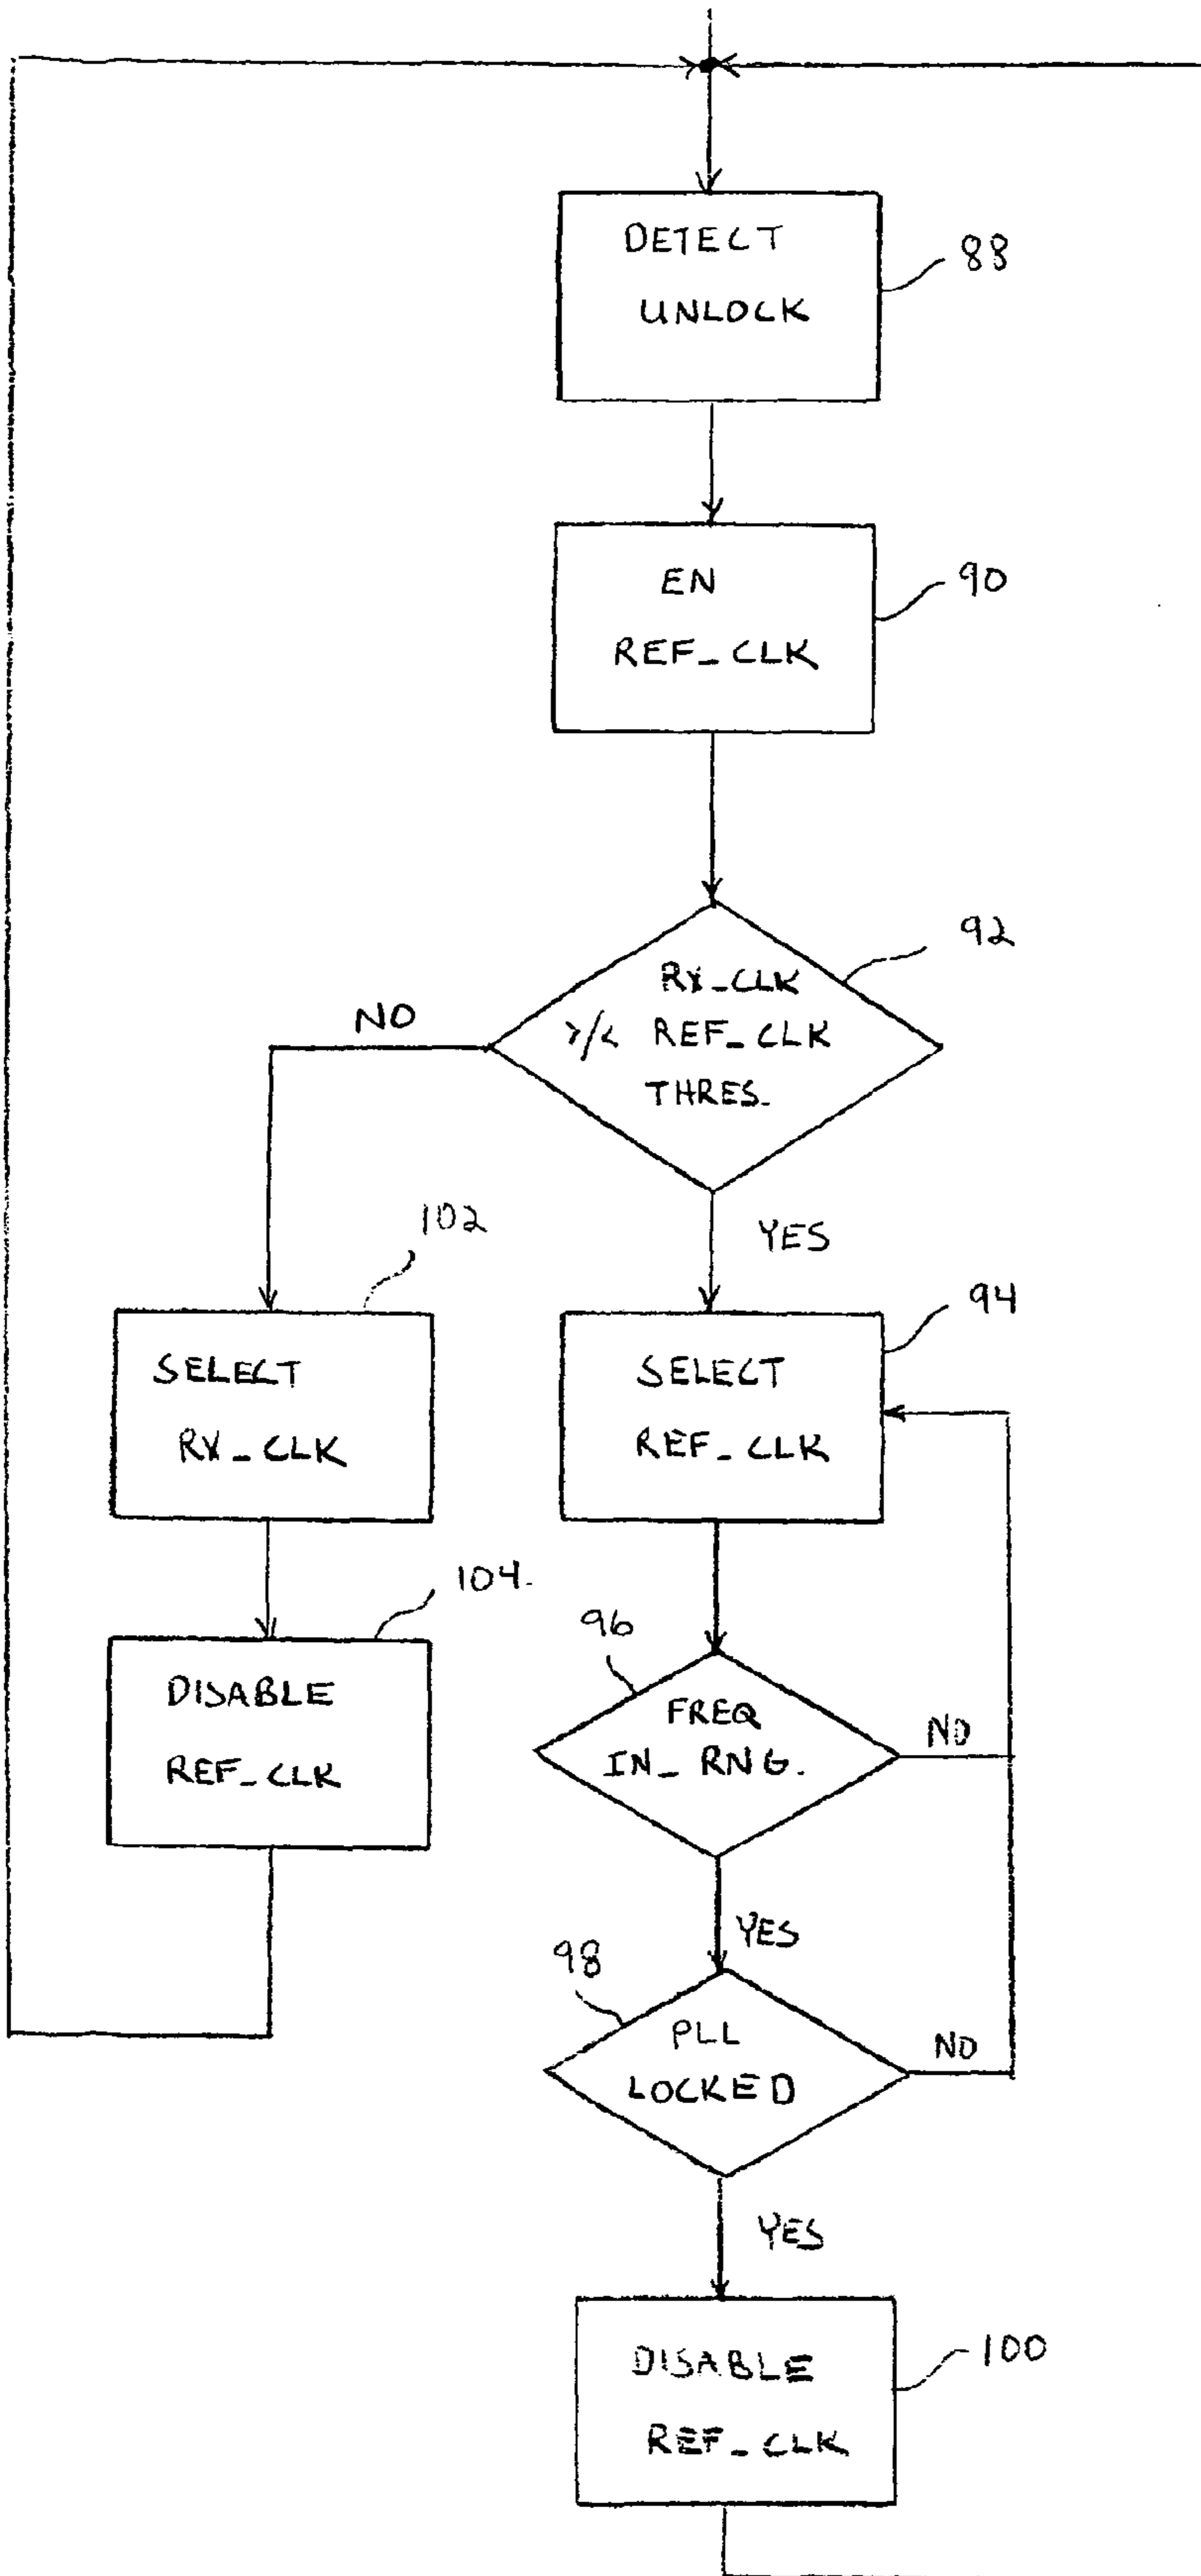 DETECT
UNLOCK
88
EN
REF_CLK
90
92
RX_CLK
>/< REF_CLK
THRES.
NO
YES
102
94
SELECT
RX_CLK
SELECT
REF_CLK
104.
96
DISABLE
REF_CLK
FREQ
IN_RNG.
NO
YES
98
PLL
LOCKED
NO
YES
DISABLE
REF_CLK
100